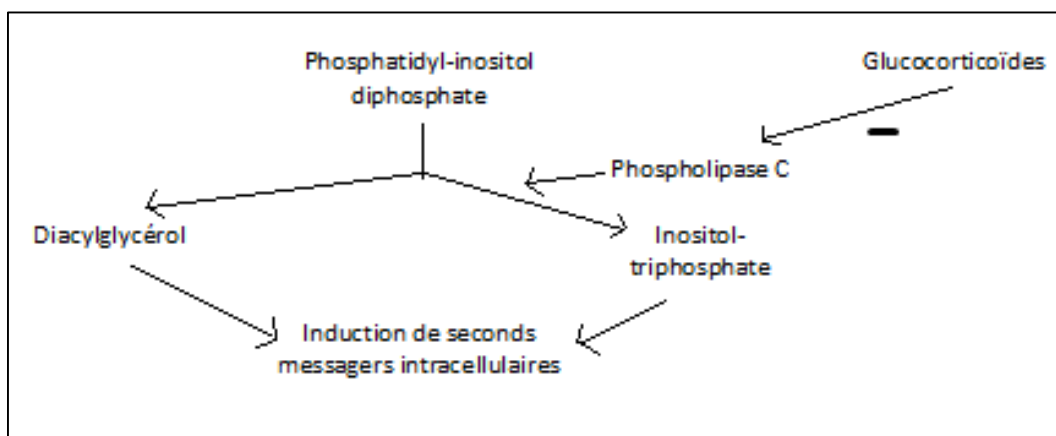 Phosphatidyl-inositol
diphosphate
Glucocorticoïdes
Phospholipase C
Diacylglycérol
Inositol-
triphosphate
Induction de seconds
messagers intracellulaires